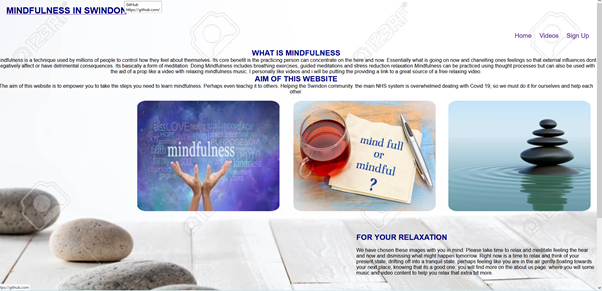 MINDFULNESS IN SWINDON
GitHub
https://github.com/
Home Videos Sign Up
WHAT IS MINDFULNESS
indfulness is a technique used by millions of people to control how they feel about themselves. Its core benefit is the practicing person can concentrate on the here and now. Essentially what is going on now and chanelling ones feelings so that external influences dont
egatively affect or have detrimental consequences. Its basically a form of meditation. Doing Mindfulness includes breathing exercises, guided meditations and stress reduction relaxation Mindfulness can be practiced using thought processes but can also be used with
the aid of a prop like a video with relaxing mindfulness music. I personally like videos and i will be putting the providing a link to a great source of a free relaxing video.
AIM OF THIS WEBSITE
The aim of this website is to empower you to take the steps you need to learn mindfulness. Perhaps even teachig it to others. Helping the Swindon community. the main NHS system is overwhelmed dealing with Covid 19, so we must do it for ourselves and help each
other.
LOVE
mindfulness
kindness
mind full
or
mindful
?
FOR YOUR RELAXATION
We have chosen these images with you in mind. Please take time to relax and meditate feeling the hear
and now and dismissing what might happen tomorrow. Right now is a time to relax and think of your
present state, drifting off into a tranquil state, perhaps feeling like you are in the air gently floating towards
your next place, knowing that its a good one. you will find more on the about us page, where you will some
music and video content to help you relax that extra bit more.
123RF